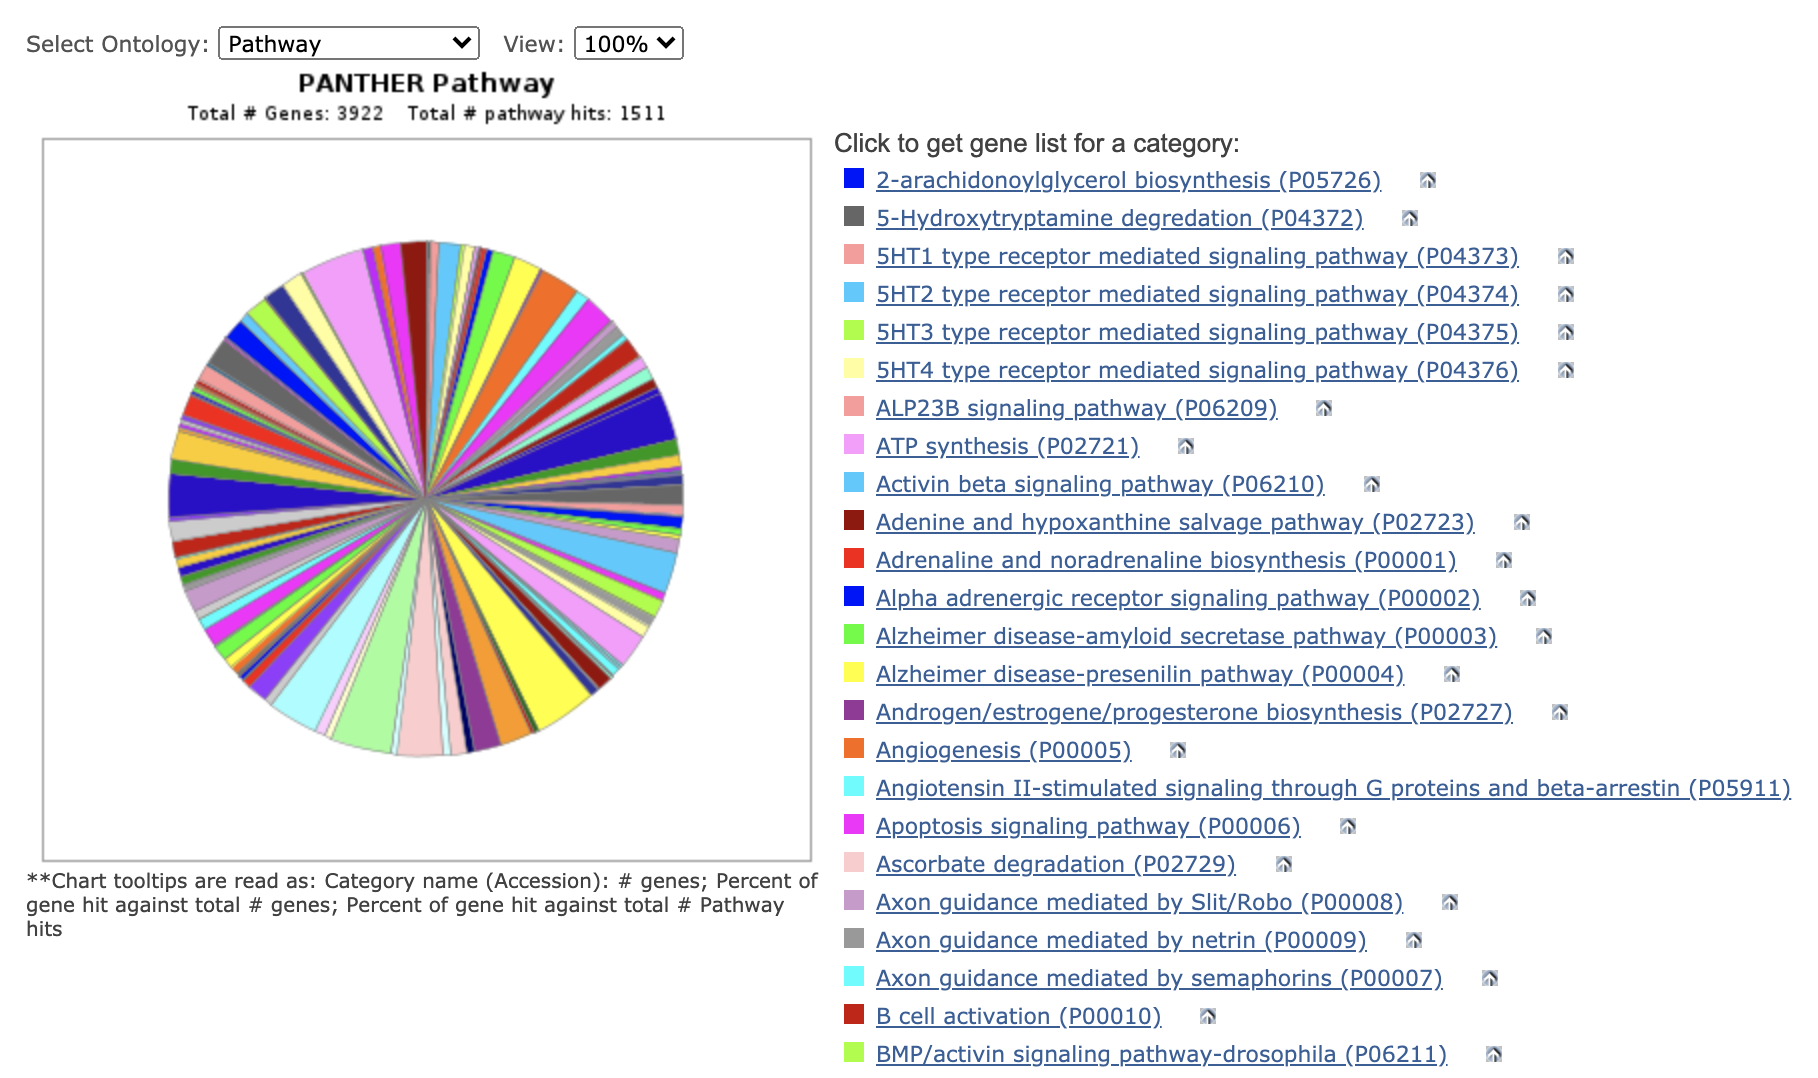 Select Ontology: Pathway View: 100%
PANTHER Pathway
Total # Genes: 3922 Total # pathway hits: 1511
**Chart tooltips are read as: Category name (Accession): # genes; Percent of
gene hit against total # genes; Percent of gene hit against total # Pathway
hits
Click to get gene list for a category:
2-arachidonoylglycerol biosynthesis (P05726)
5-Hydroxytryptamine degredation (P04372)
5HT1 type receptor mediated signaling pathway (P04373)
5HT2 type receptor mediated signaling pathway (P04374)
5HT3 type receptor mediated signaling pathway (P04375)
5HT4 type receptor mediated signaling pathway (P04376)
ALP23B signaling pathway (P06209)
ATP synthesis (P02721)
Activin beta signaling pathway (P06210)
Adenine and hypoxanthine salvage pathway (P02723)
Adrenaline and noradrenaline biosynthesis (P00001)
Alpha adrenergic receptor signaling pathway (P00002)
Alzheimer disease-amyloid secretase pathway (P00003)
Alzheimer disease-presenilin pathway (P00004)
Androgen/estrogene/progesterone biosynthesis (P02727)
Angiogenesis (P00005)
Angiotensin II-stimulated signaling through G proteins and beta-arrestin (P05911)
Apoptosis signaling pathway (P00006)
Ascorbate degradation (P02729)
Axon guidance mediated by Slit/Robo (P00008)
Axon guidance mediated by netrin (P00009)
Axon guidance mediated by semaphorins (P00007)
B cell activation (P00010)
BMP/activin signaling pathway-drosophila (P06211)